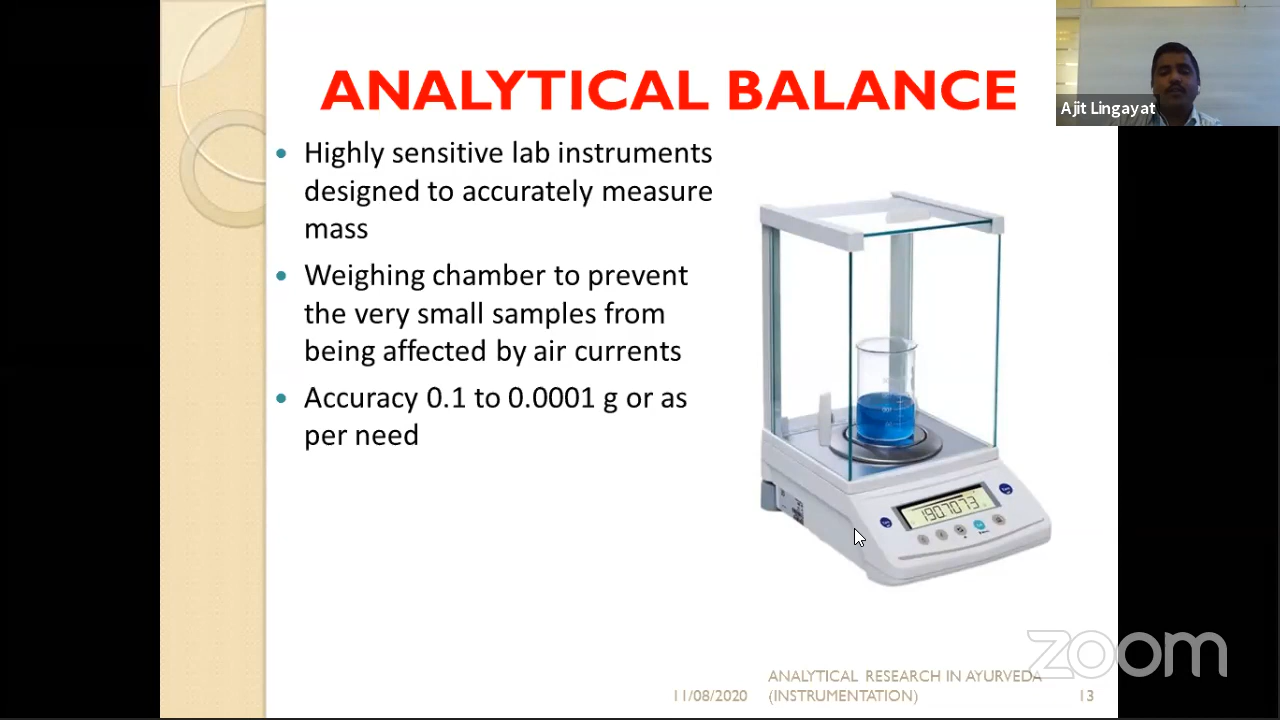 ANALYTICAL BALANCE
Ajit Lingayat
• Highly sensitive lab instruments
designed to accurately measure
mass
• Weighing chamber to prevent
the very small samples from
being affected by air currents
• Accuracy 0.1 to 0.0001 g or as
per need
190.7073
zoom
ANALYTICAL RESEARCH IN AYURVEDA
11/08/2020 (INSTRUMENTATION) 13